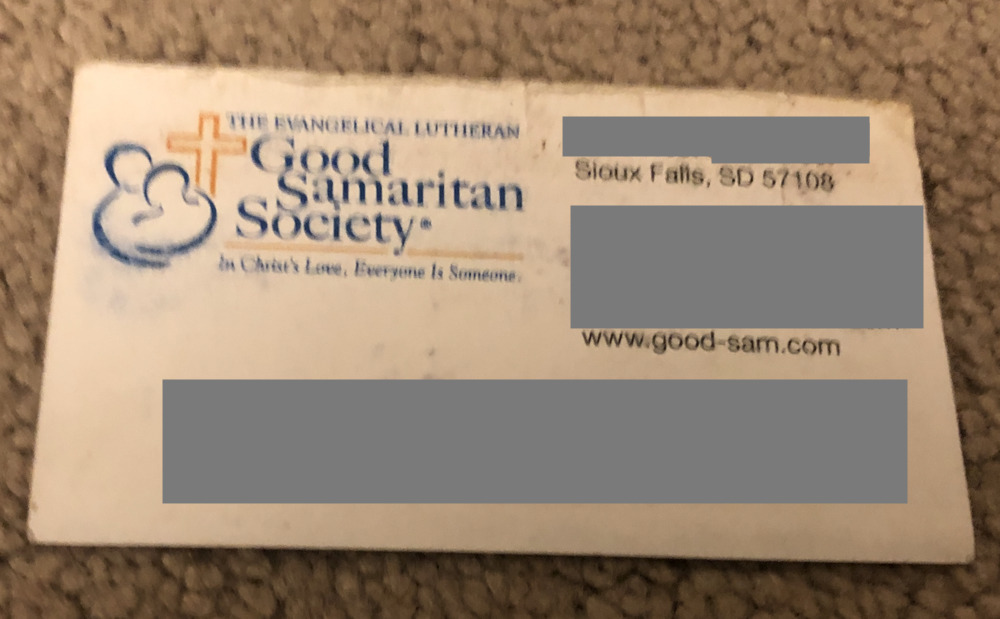 THE EVANGELICAL LUTHERAN
Good
Samaritan
Society®
In Christ's Love, Everyone Is Someone.
Sioux Falls, SD 57108
www.good-sam.com